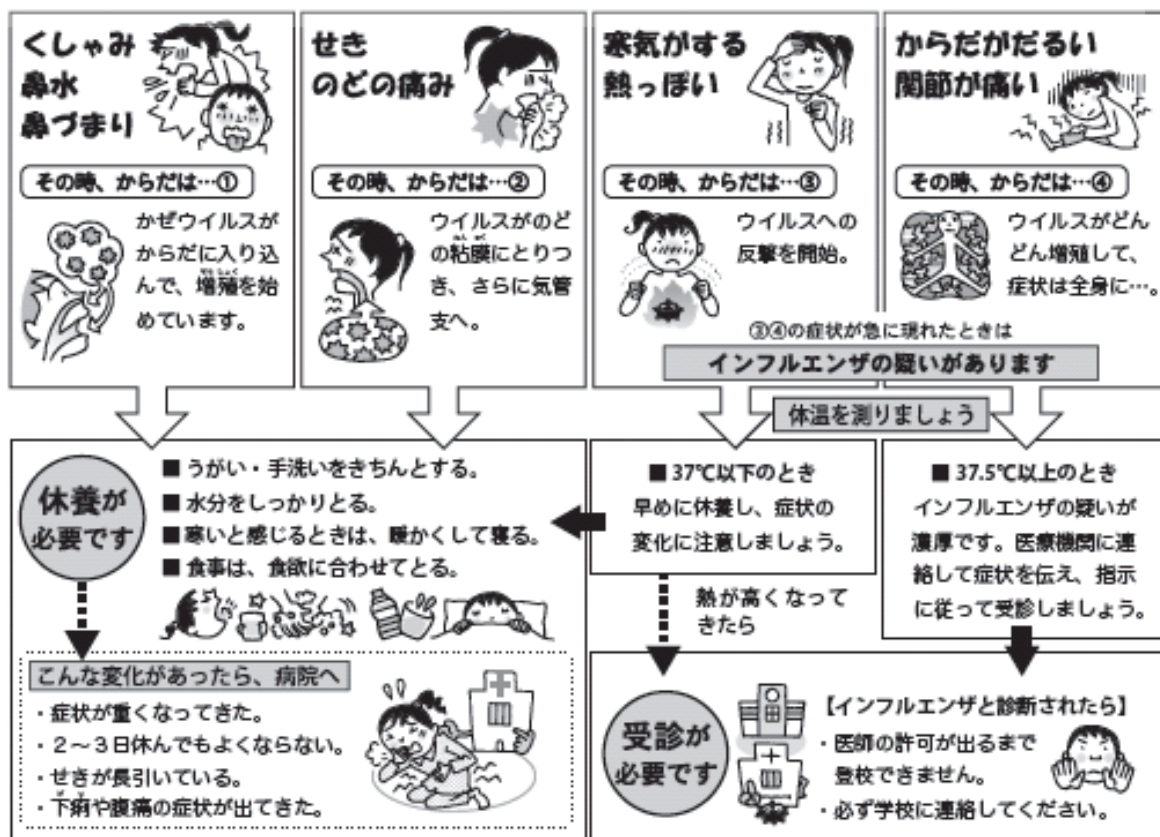 くしゃみ
鼻水
鼻づまり
その時、からだは…①
かぜウイルスが
からだに入り込
んで、増殖を始
めています。
せき
のどの痛み
その時、からだは…②
ウイルスがのど
の粘膜にとりつ
き、さらに気管
支へ。
寒気がする
熱っぽい
その時、からだは…③
ウイルスへの
反撃を開始。
からだがだるい
関節が痛い
その時、からだは…④
ウイルスがどん
どん増殖して、
症状は全身に…。
③④の症状が急に現れたときは
インフルエンザの疑いがあります
体温を測りましょう
休養が
必要です
■ うがい・手洗いをきちんとする。
■ 水分をしっかりとる。
■ 寒いと感じるときは、暖かくして寝る。
■ 食事は、食欲に合わせてとる。
■ 37℃以下のとき
早めに休養し、症状の
変化に注意しましょう。
■ 37.5℃以上のとき
インフルエンザの疑いが
濃厚です。医療機関に連
絡して症状を伝え、指示
に従って受診しましょう。
熱が高くなって
きたら
こんな変化があったら、病院へ
・症状が重くなってきた。
・２～３日休んでもよくならない。
・せきが長引いている。
・下痢や腹痛の症状が出てきた。
受診が
必要です
【インフルエンザと診断されたら】
・医師の許可が出るまで
登校できません。
・必ず学校に連絡してください。